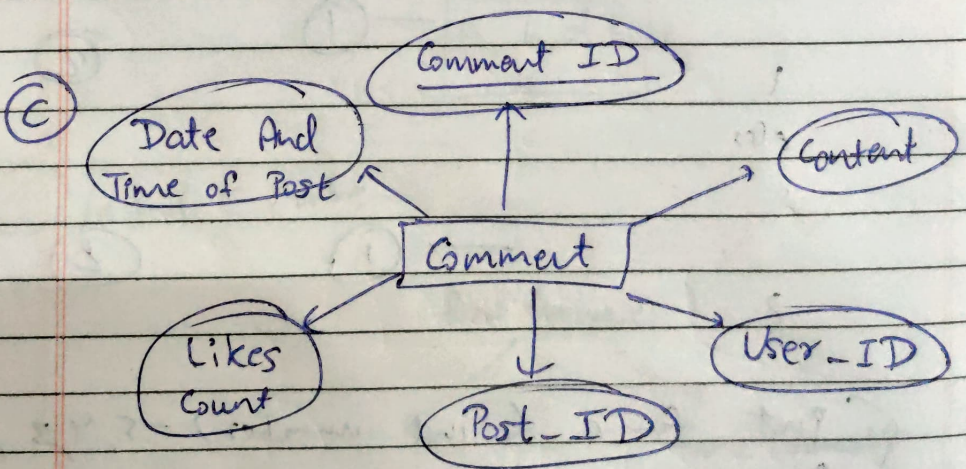 Comment ID
C
Date And
Time of Post
Content
Comment
Likes
Count
User_ID
Post_ID